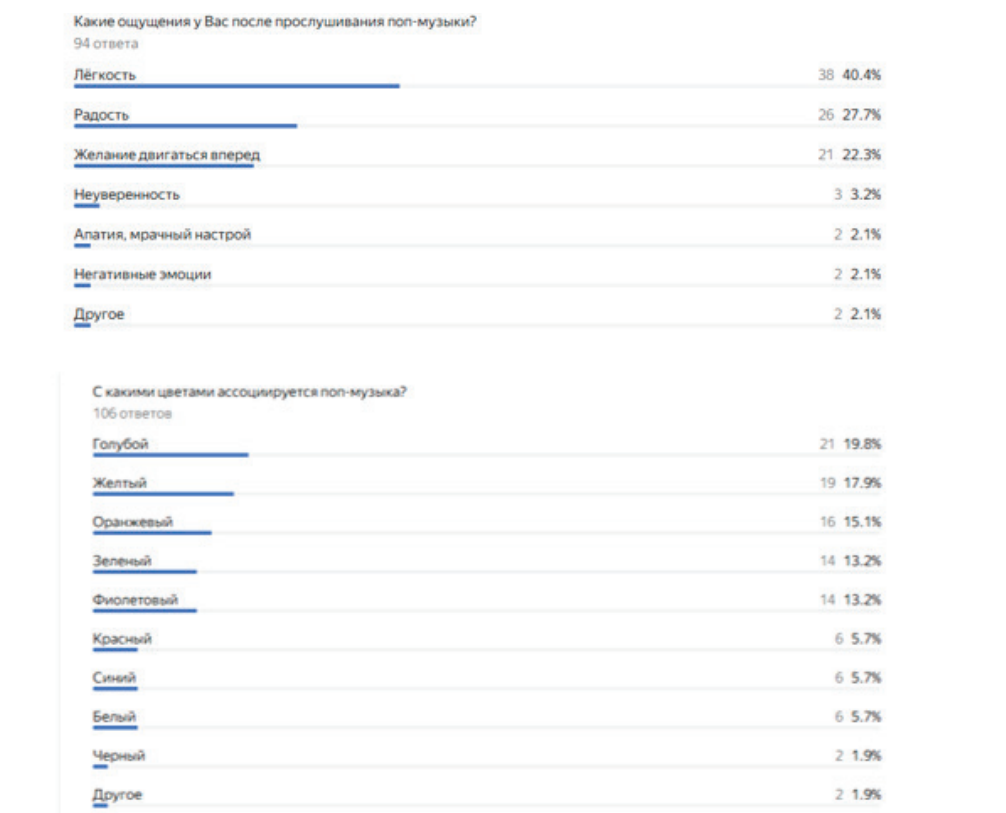 Какие ощущения у Вас после прослушивания поп-музыки?
94 ответа
Лёгкость 38 40.4%
Радость 26 27.7%
Желание двигаться вперед 21 22.3%
Неуверенность 3 3.2%
Апатия, мрачный настрой 2 2.1%
Негативные эмоции 2 2.1%
Другое 2 2.1%
С какими цветами ассоциируется поп-музыка?
106 ответов
Голубой 21 19.8%
Желтый 19 17.9%
Оранжевый 16 15.1%
Зеленый 14 13.2%
Фиолетовый 14 13.2%
Красный 6 5.7%
Синий 6 5.7%
Белый 6 5.7%
Черный 2 1.9%
Другое 2 1.9%